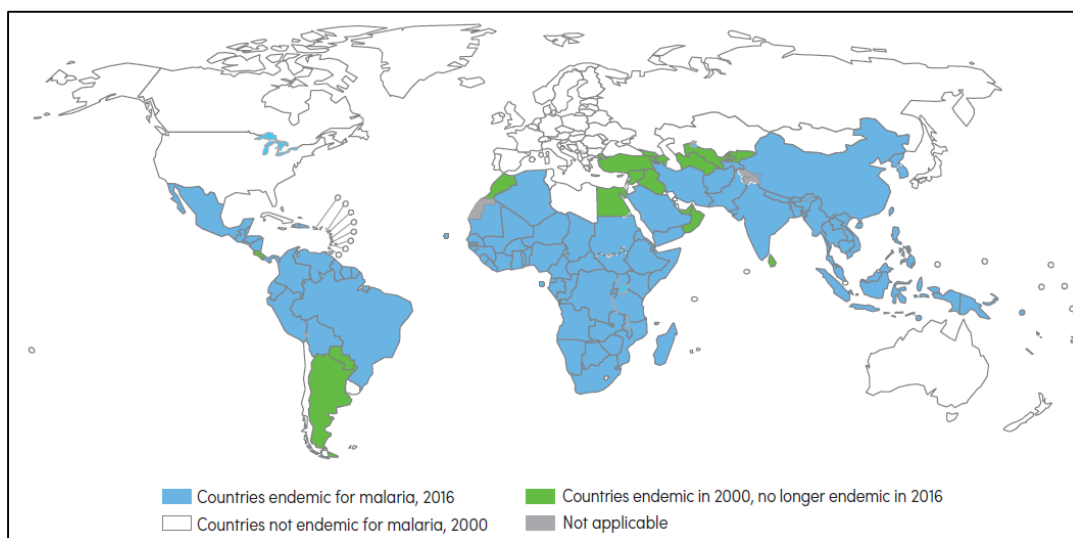 Countries endemic for malaria, 2016
Countries endemic in 2000, no longer endemic in 2016
Countries not endemic for malaria, 2000
Not applicable